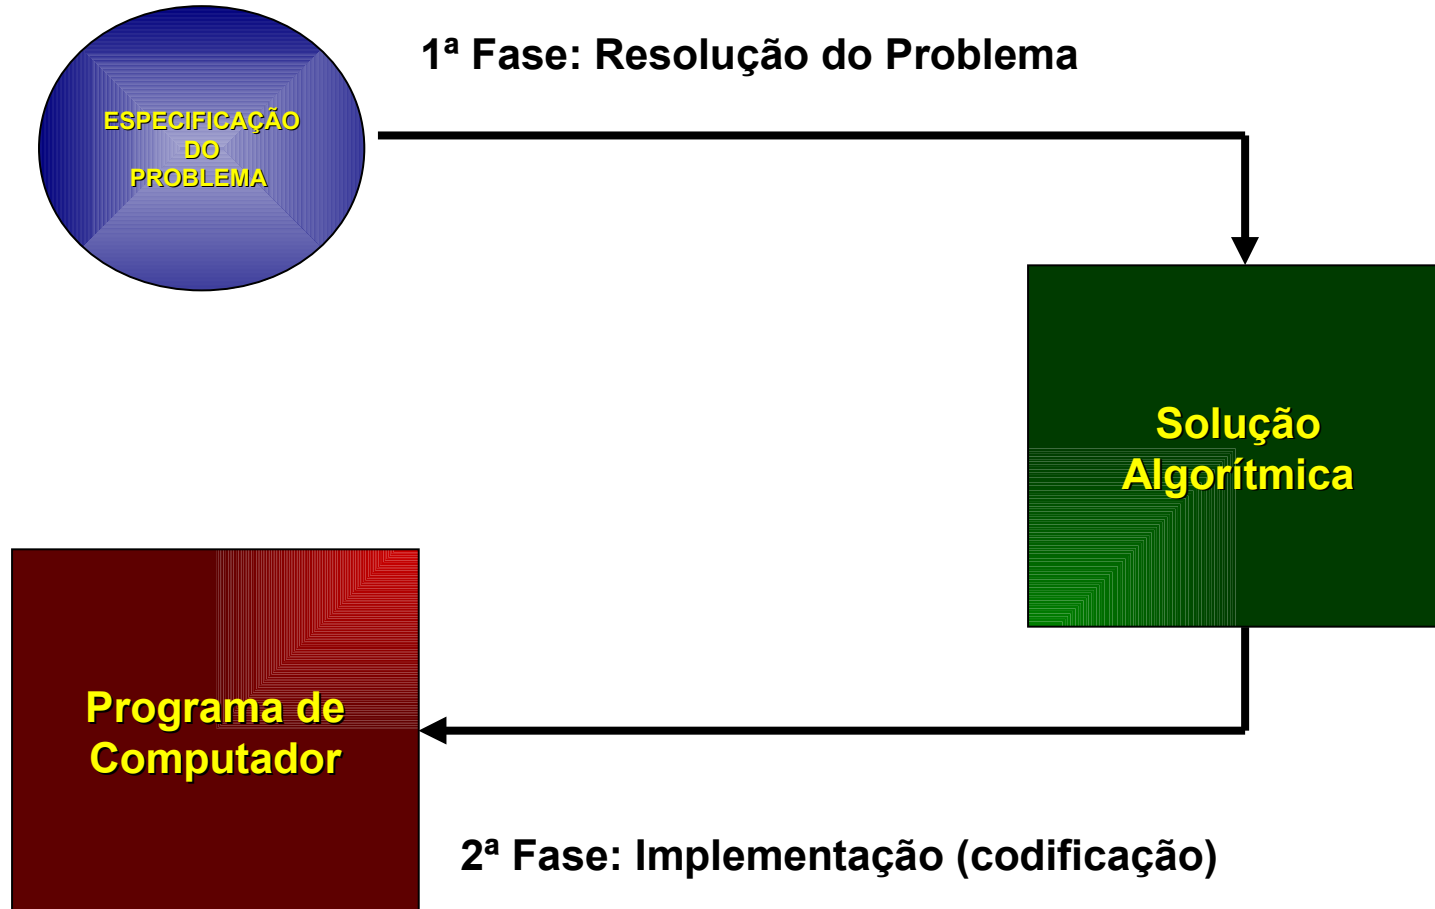 1ª Fase: Resolução do Problema
ESPECIFICAÇÃO
DO
PROBLEMA
Solução
Algorítmica
Programa de
Computador
2ª Fase: Implementação (codificação)